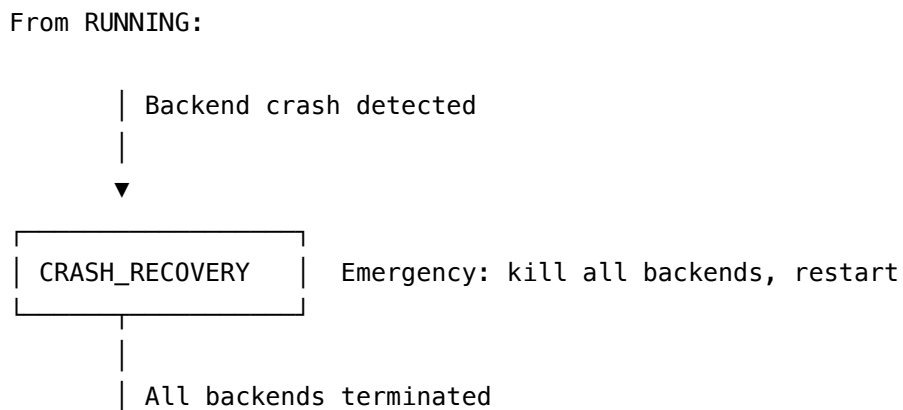 From RUNNING:
Backend crash detected
CRASH_RECOVERY Emergency: kill all backends, restart
All backends terminated